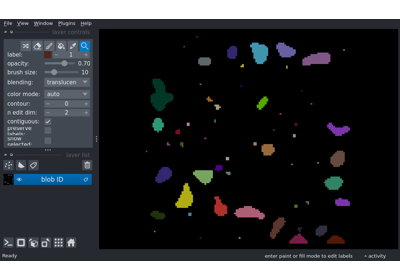 File View Window Plugins Help
layer controls
label: 1
opacity: 0.70
brush size: 10
blending: translucen
color mode: auto
contour: 0
n edit dim: 2
contiguous:
preserve labels:
show selected:
layer list
blob ID
Ready enter paint or fill mode to edit labels activity